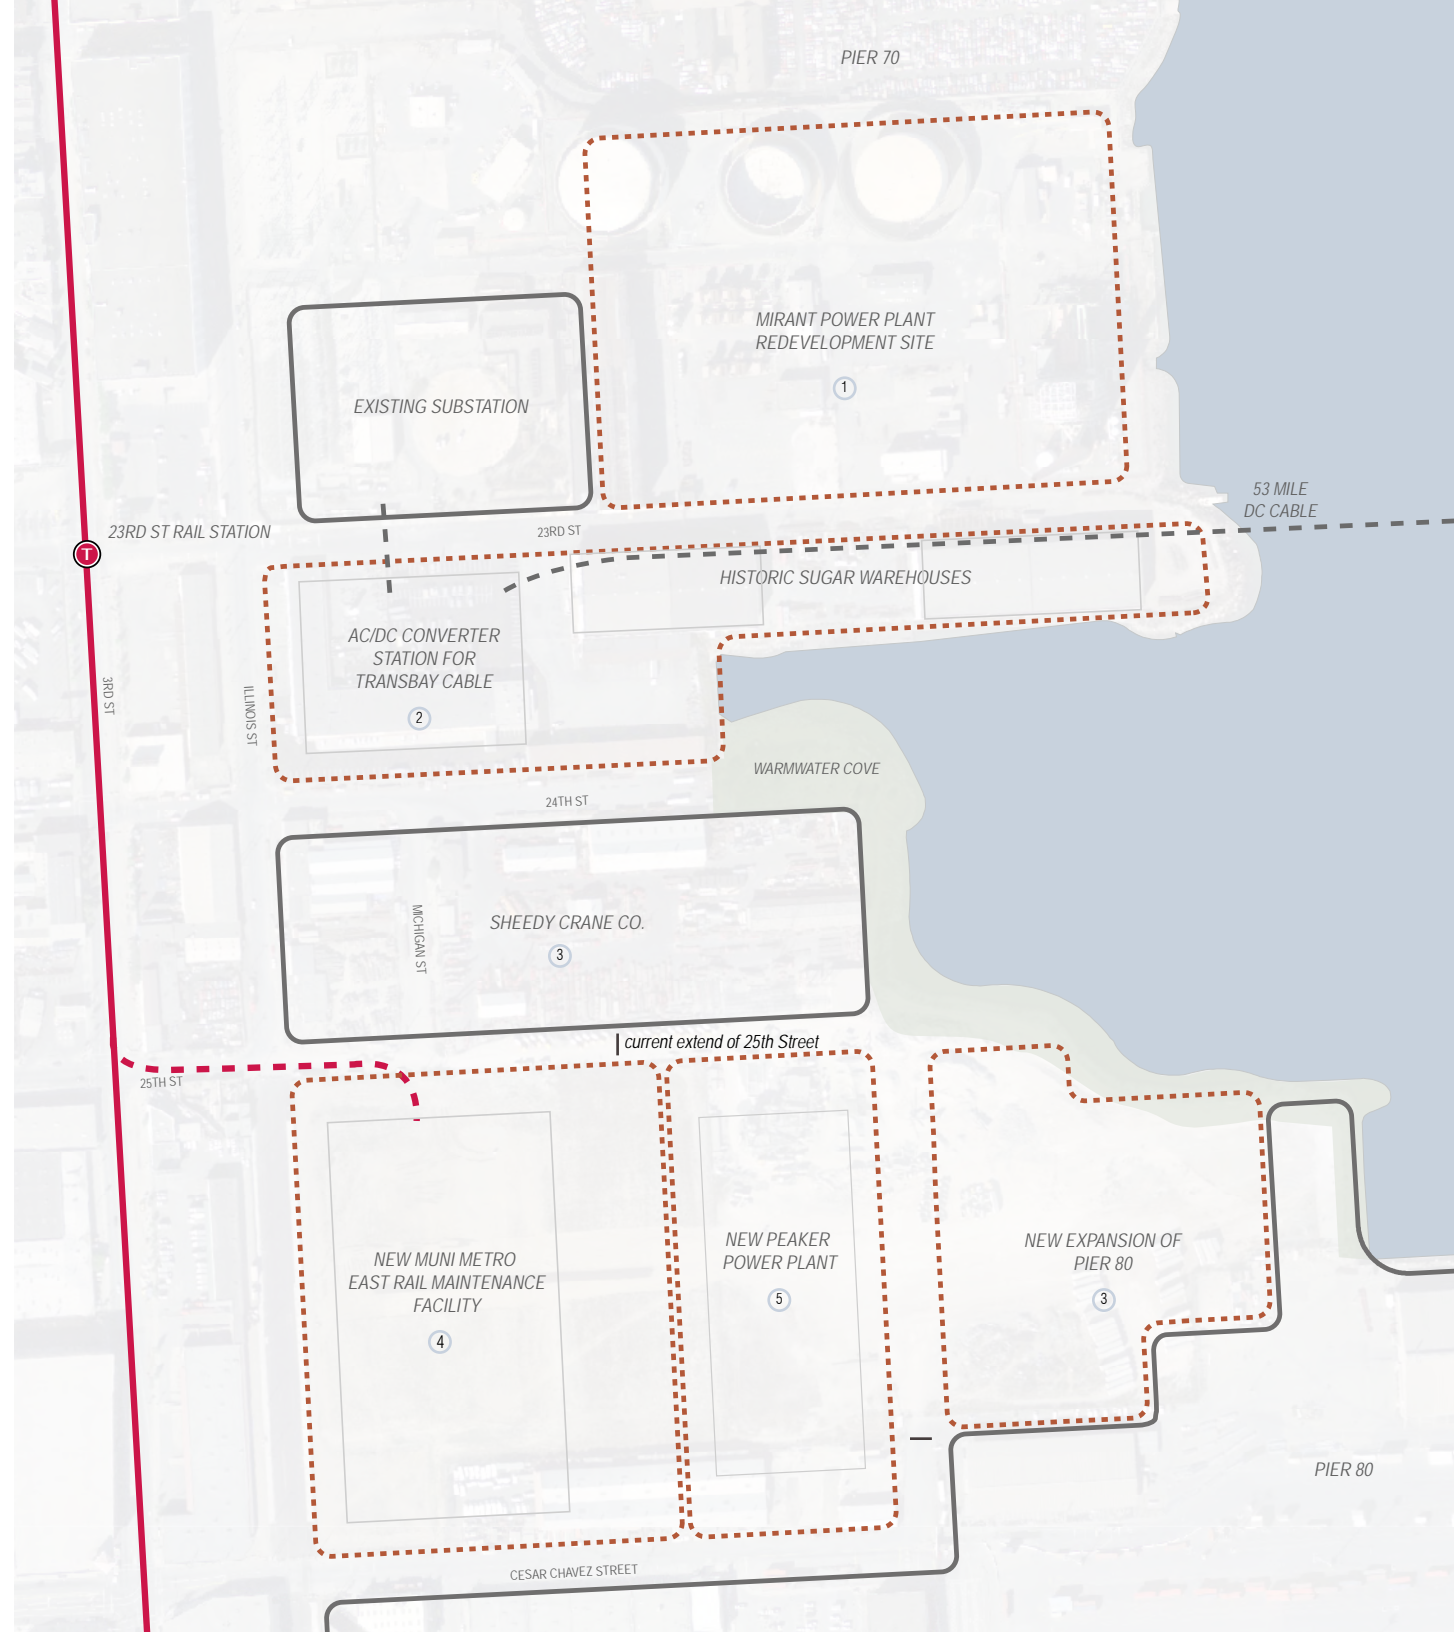 PIER 70
MIRANT POWER PLANT
REDEVELOPMENT SITE
1
EXISTING SUBSTATION
53 MILE
DC CABLE
23RD ST RAIL STATION
T
23RD ST
HISTORIC SUGAR WAREHOUSES
AC/DC CONVERTER
STATION FOR
TRANSBAY CABLE
2
3RD ST
ILLINOIS ST
WARMWATER COVE
24TH ST
SHEEDY CRANE CO.
3
MICHIGAN ST
current extend of 25th Street
25TH ST
NEW MUNI METRO
EAST RAIL MAINTENANCE
FACILITY
4
NEW PEAKER
POWER PLANT
5
NEW EXPANSION OF
PIER 80
3
PIER 80
CESAR CHAVEZ STREET